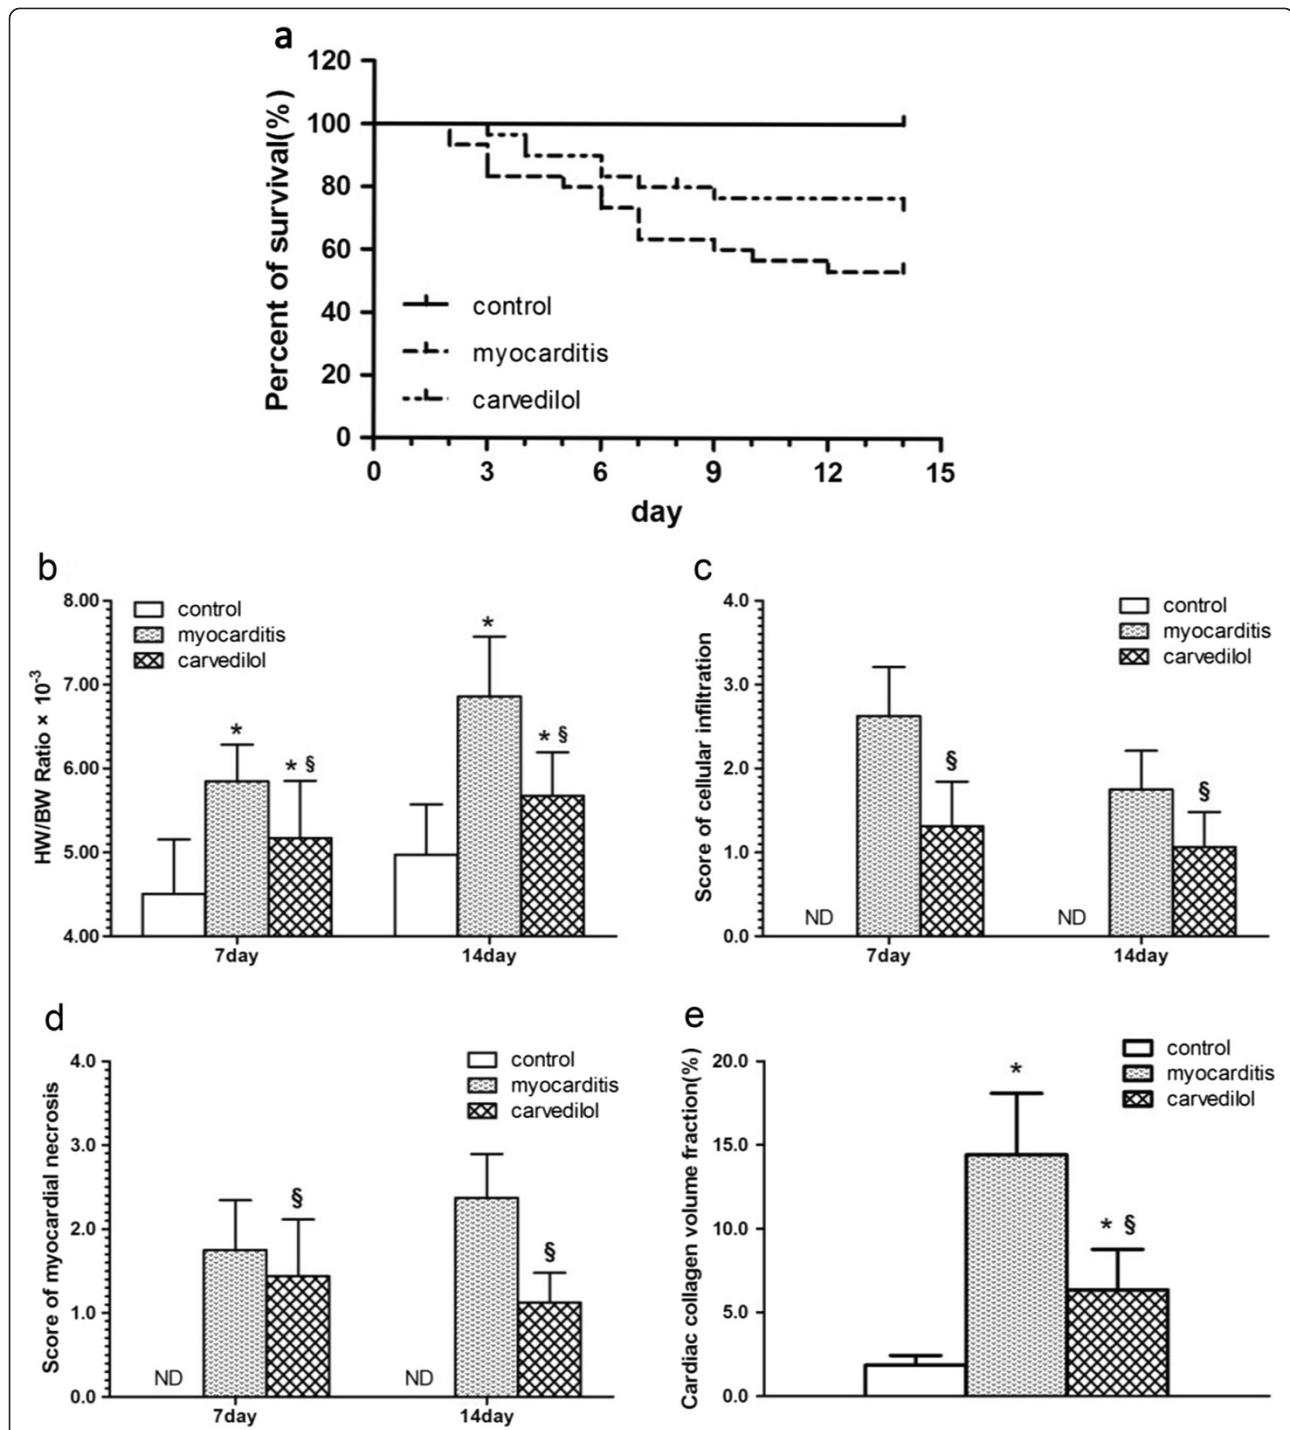 a
Percent of survival(%)
120
100
80
60
40
20
0
control
myocarditis
carvedilol
0 3 6 9 12 15
day
b
HW/BW Ratio × 10-3
8.00
7.00
6.00
5.00
4.00
control
myocarditis
carvedilol
*
* §
*
* §
7day 14day
c
Score of cellular infiltration
4.0
3.0
2.0
1.0
0.0
control
myocarditis
carvedilol
§
§
ND ND
7day 14day
d
Score of myocardial necrosis
4.0
3.0
2.0
1.0
0.0
control
myocarditis
carvedilol
§
§
ND ND
7day 14day
e
Cardiac collagen volume fraction(%)
20.0
15.0
10.0
5.0
0.0
control
myocarditis
carvedilol
*
* §